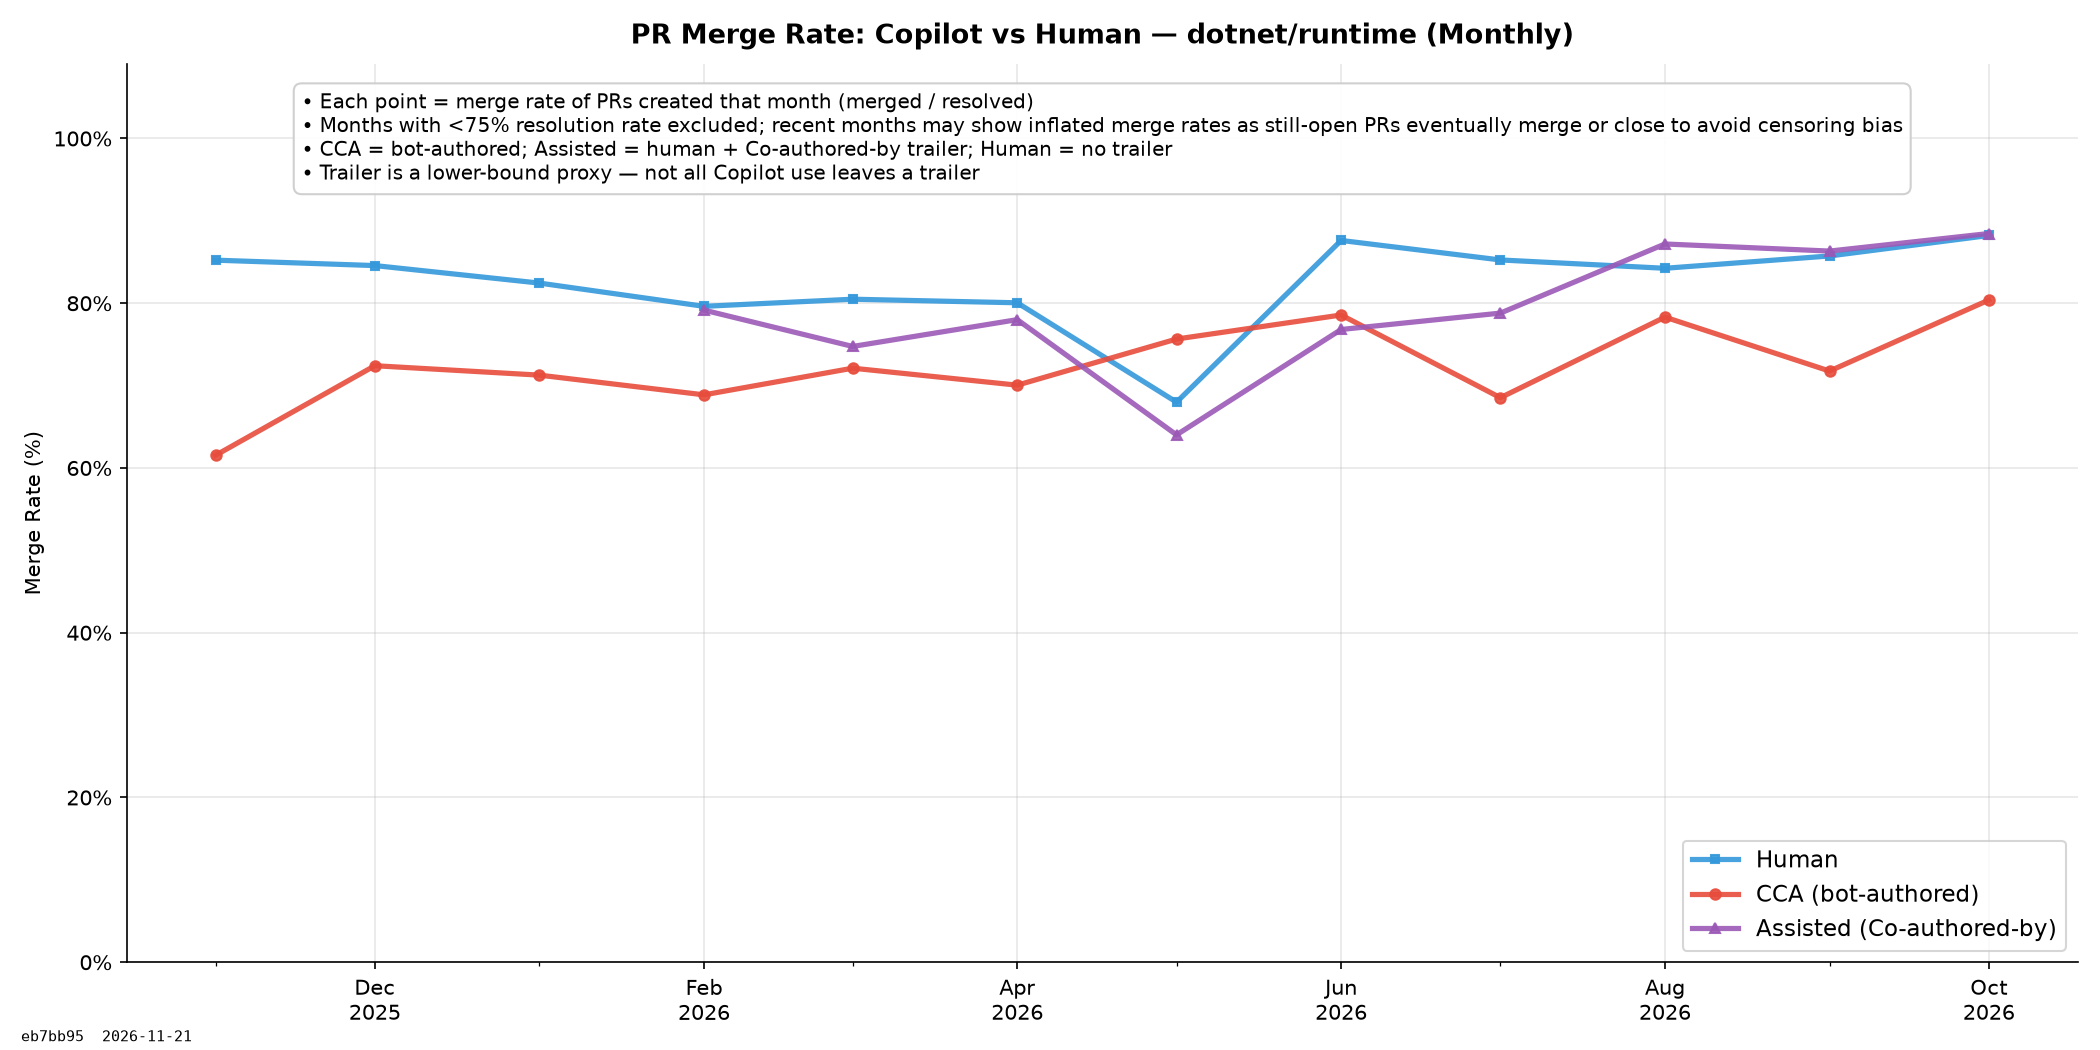 PR Merge Rate: Copilot vs Human — dotnet/runtime (Monthly)
• Each point = merge rate of PRs created that month (merged / resolved)
• Months with <75% resolution rate excluded; recent months may show inflated merge rates as still-open PRs eventually merge or close to avoid censoring bias
• CCA = bot-authored; Assisted = human + Co-authored-by trailer; Human = no trailer
• Trailer is a lower-bound proxy — not all Copilot use leaves a trailer
Merge Rate (%)
100%
80%
60%
40%
20%
0%
Human
CCA (bot-authored)
Assisted (Co-authored-by)
Dec
2025
Feb
2026
Apr
2026
Jun
2026
Aug
2026
Oct
2026
eb7bb95 2026-11-21